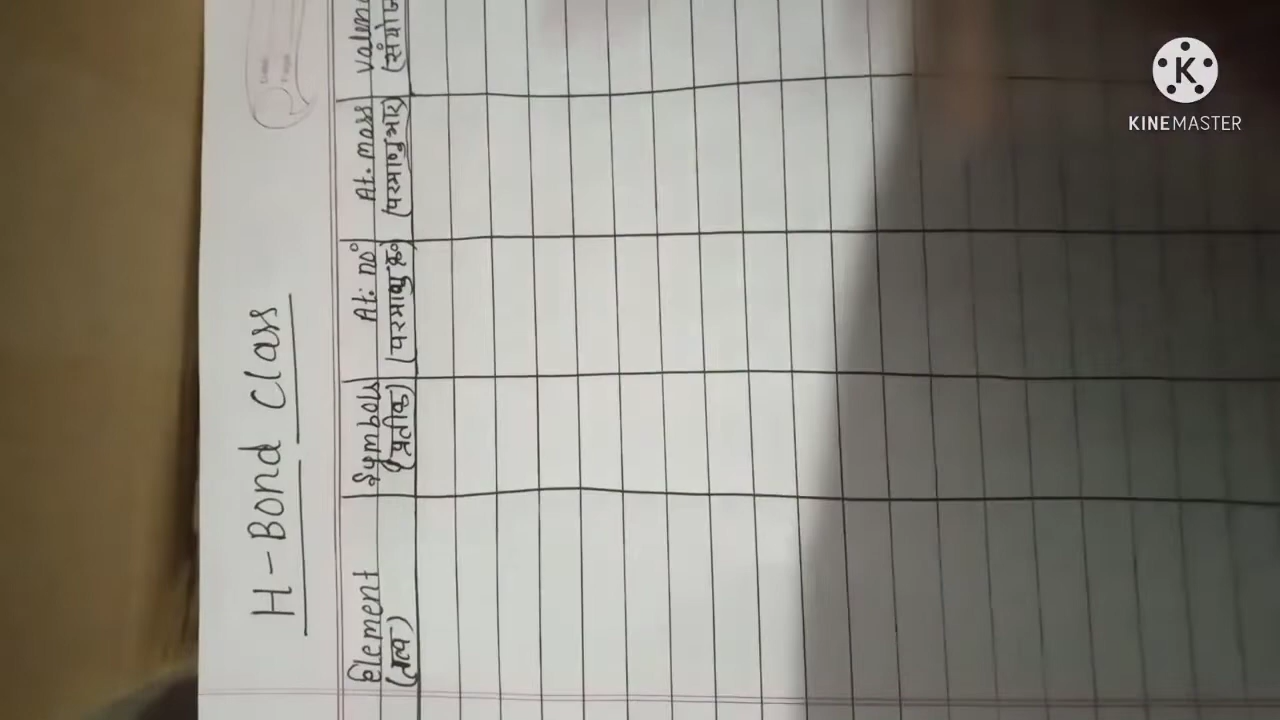 H-Bond Class
Element Symbols At. no° At. mass
(तत्व) (प्रतीक) (परमाणु क्र०) (परमाणुभार)
KINEMASTER